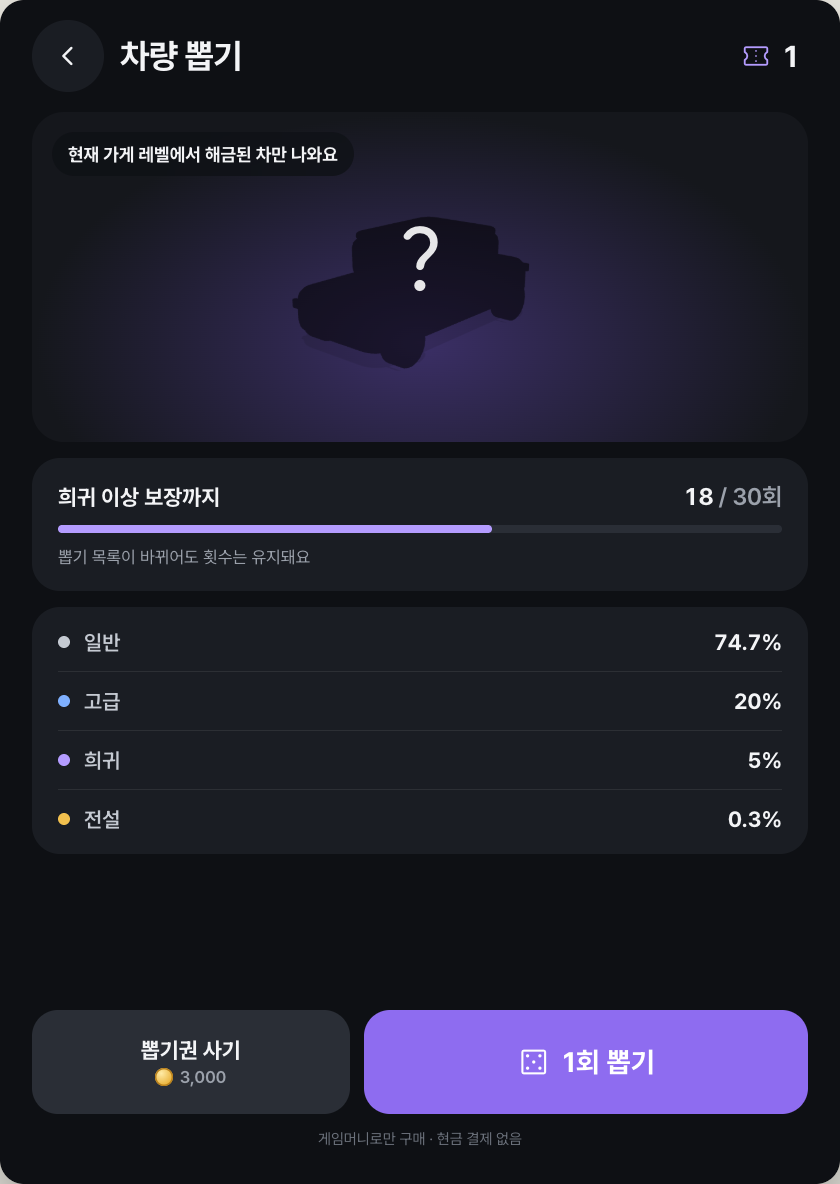 차량 뽑기
1
현재 가게 레벨에서 해금된 차만 나와요
?
희귀 이상 보장까지 18 / 30회
뽑기 목록이 바뀌어도 횟수는 유지돼요
일반 74.7%
고급 20%
희귀 5%
전설 0.3%
뽑기권 사기
3,000
1회 뽑기
게임머니로만 구매 · 현금 결제 없음